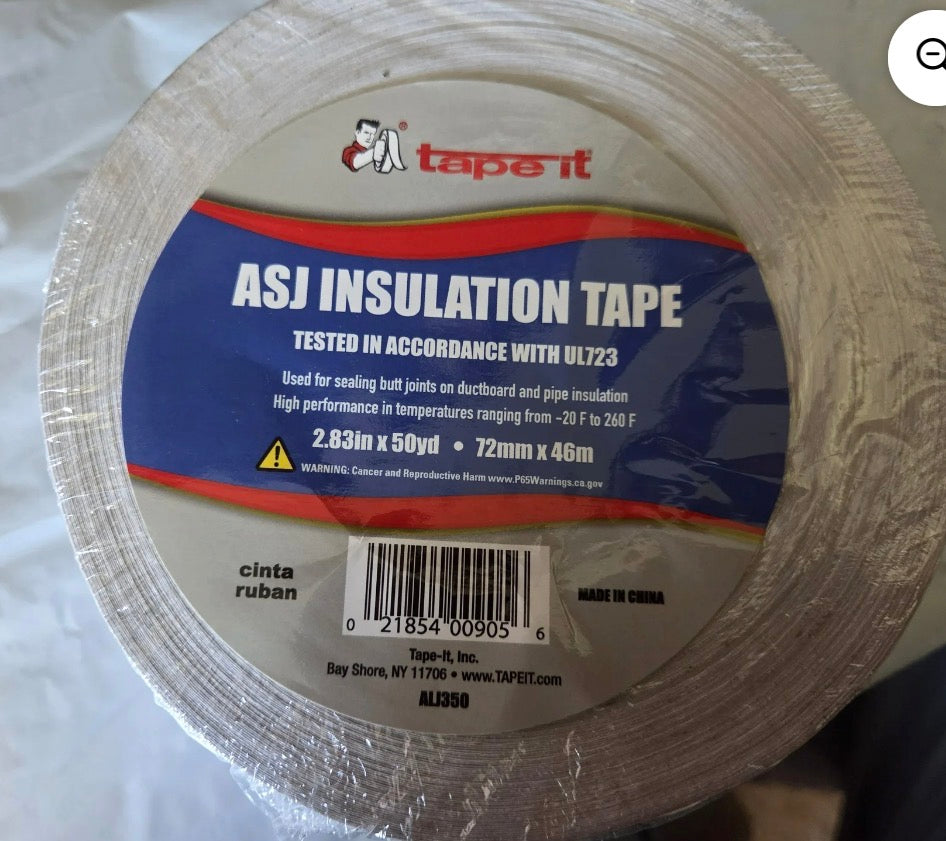 tape it
ASJ INSULATION TAPE
TESTED IN ACCORDANCE WITH UL723
Used for sealing butt joints on ductboard and pipe insulation
High performance in temperatures ranging from -20 F to 260 F
2.83in x 50yd • 72mm x 46m
WARNING: Cancer and Reproductive Harm www.P65Warnings.ca.gov
cinta
ruban
MADE IN CHINA
0 21854 00905 6
Tape-It, Inc.
Bay Shore, NY 11706 • www.TAPEIT.com
ALJ350